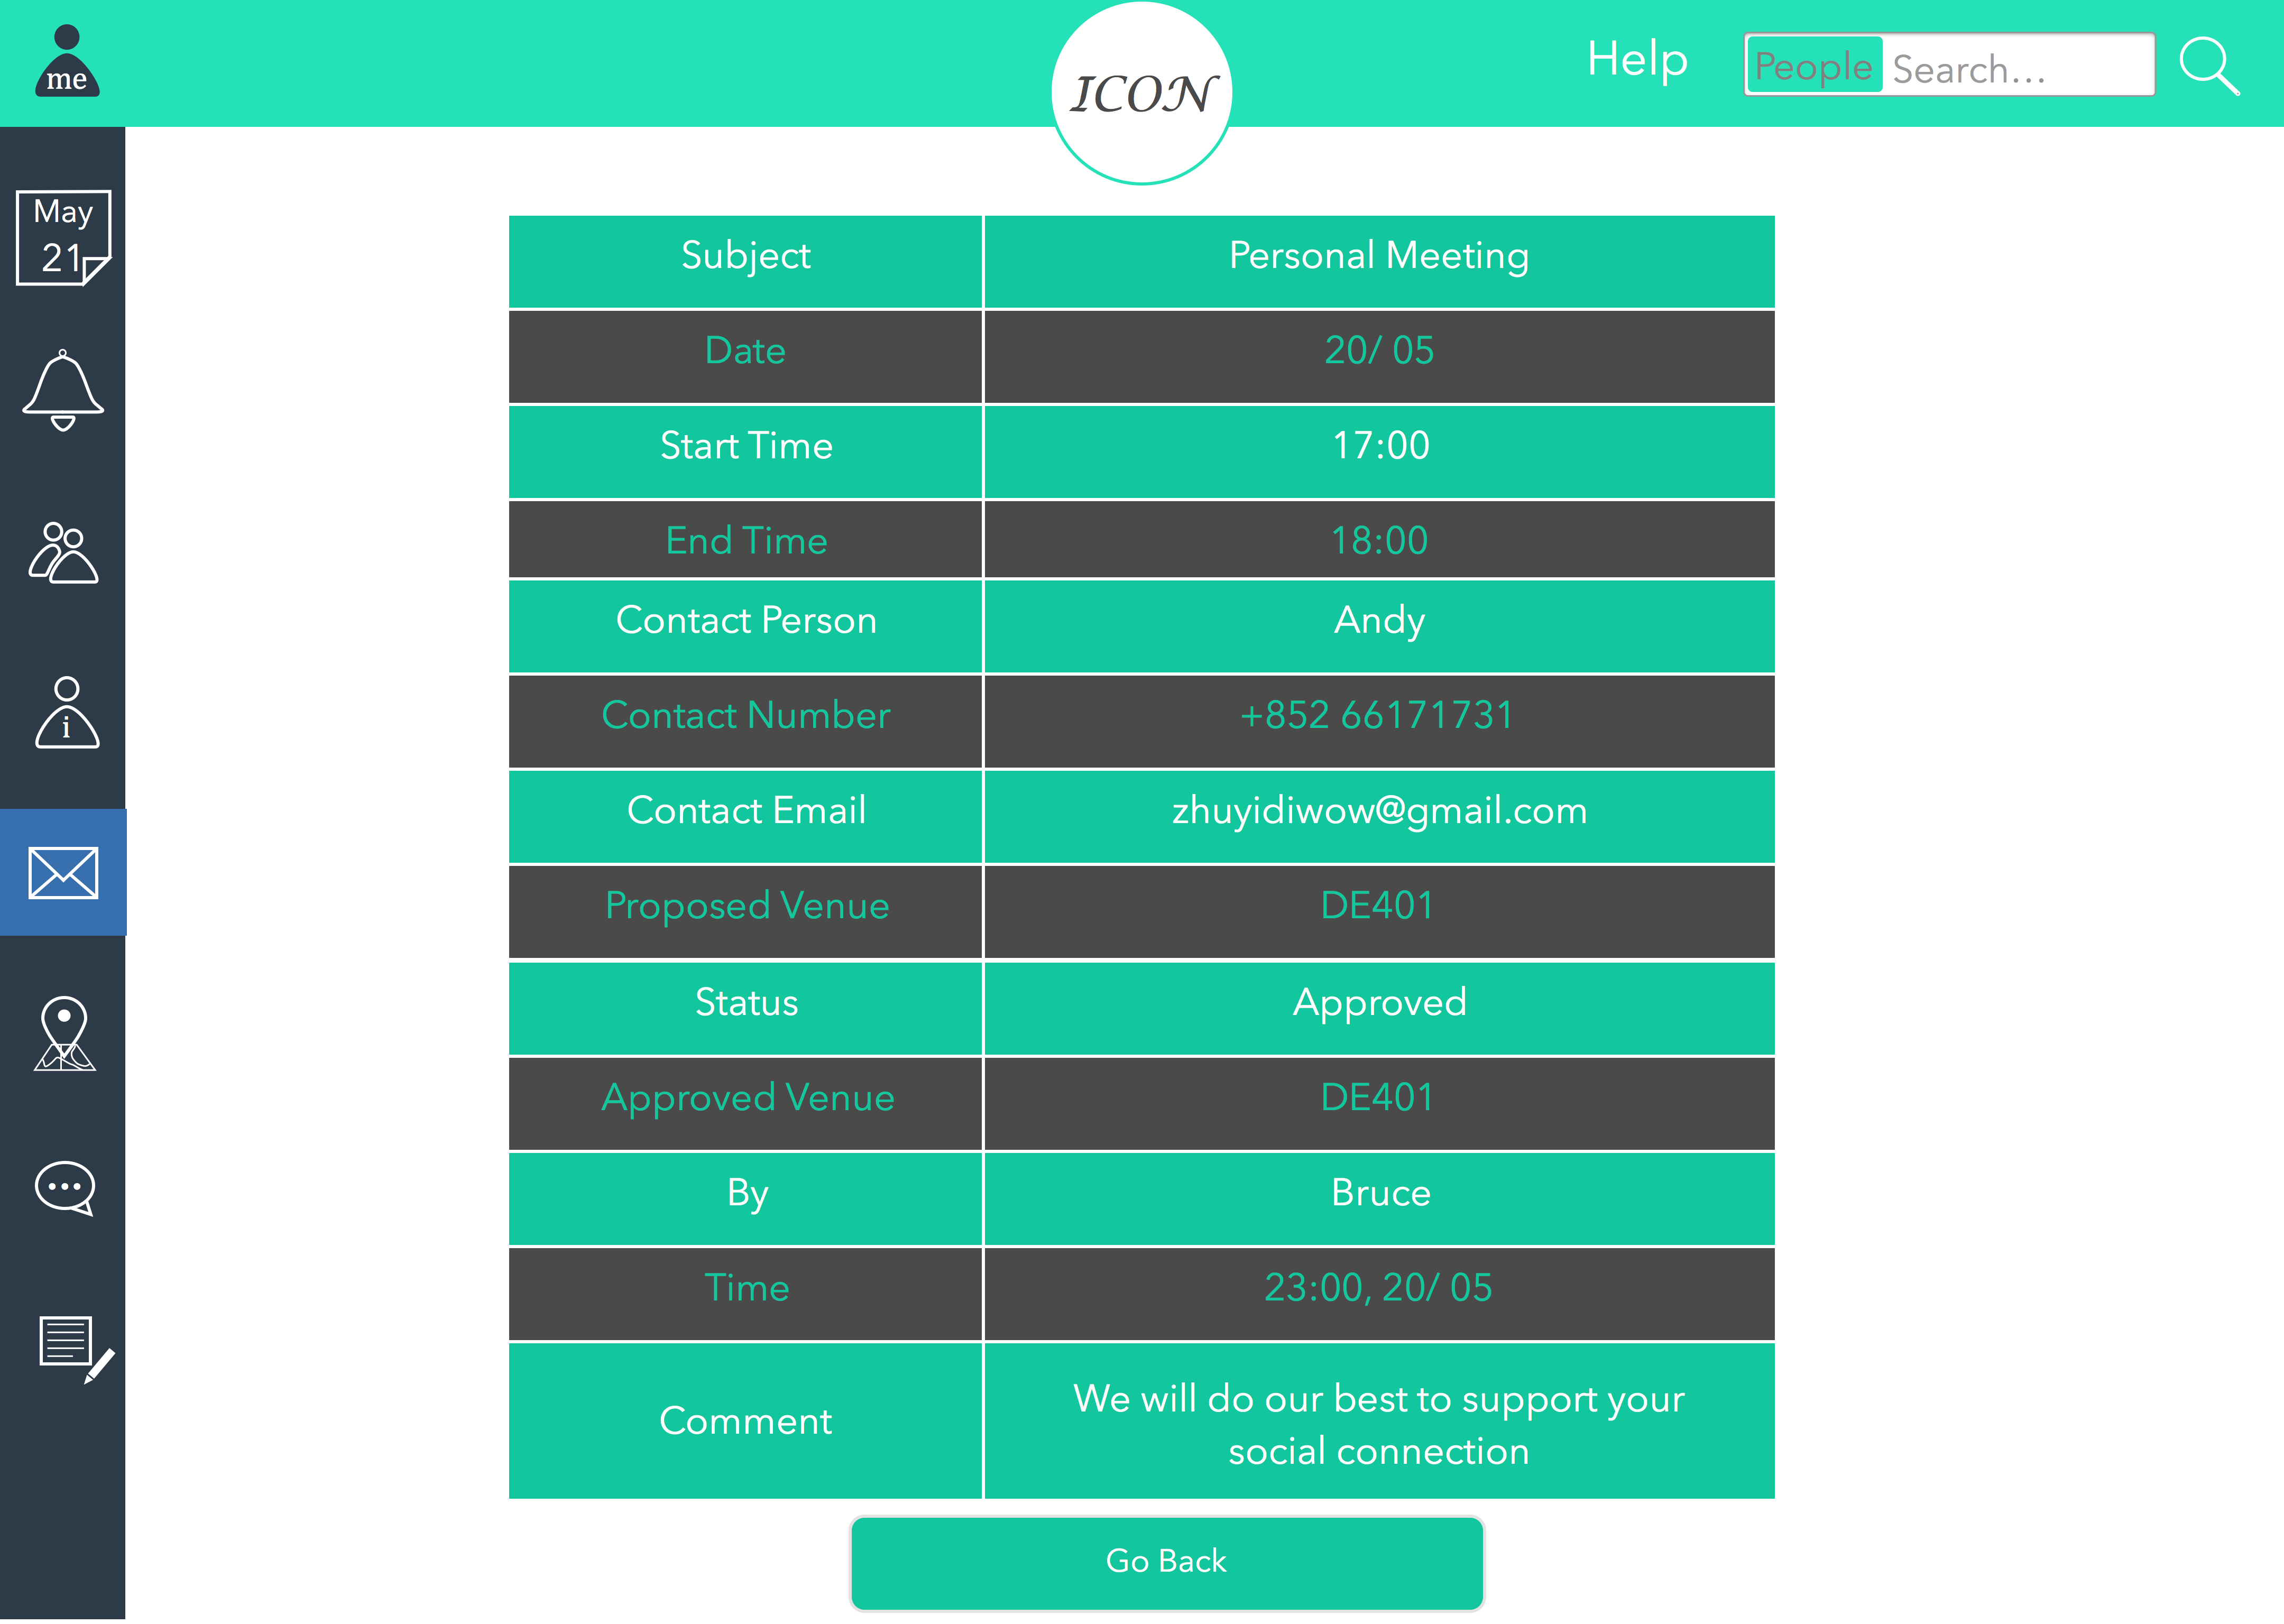 me
ICON
Help
People Search...
May
21
i
Subject Personal Meeting
Date 20/ 05
Start Time 17:00
End Time 18:00
Contact Person Andy
Contact Number +852 66171731
Contact Email zhuyidiwow@gmail.com
Proposed Venue DE401
Status Approved
Approved Venue DE401
By Bruce
Time 23:00, 20/ 05
Comment We will do our best to support your
social connection
Go Back